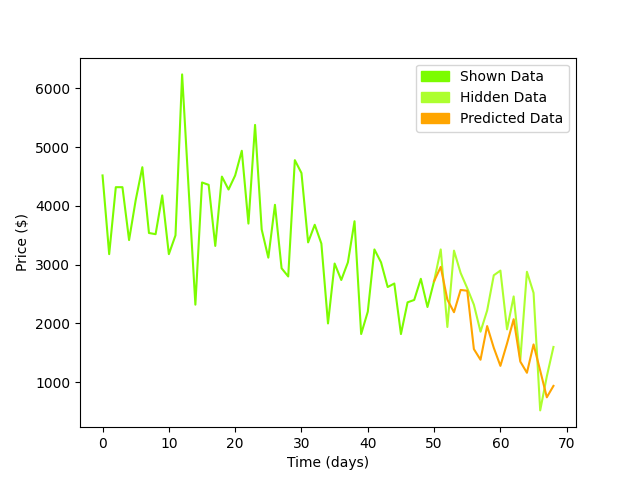 Shown Data
Hidden Data
Predicted Data
6000
5000
4000
3000
2000
1000
Price ($)
0 10 20 30 40 50 60 70
Time (days)